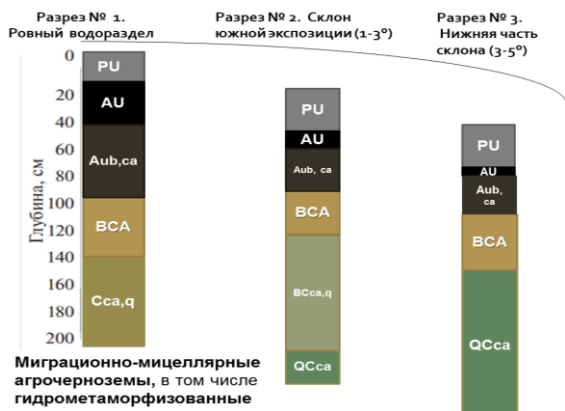 Разрез № 1.
Ровный водораздел
Разрез № 2. Склон
южной экспозиции (1-3°)
Разрез № 3.
Нижняя часть
склона (3-5°)
Глубина, см
0
20
40
60
80
100
120
140
160
180
200
PU
AU
Aub,ca
BCA
Cca,q
PU
AU
Aub, ca
BCA
BCca,q
QCca
PU
AU
Aub,
ca
BCA
QCca
Миграционно-мицеллярные
агрочерноземы, в том числе
гидрометаморфизованные